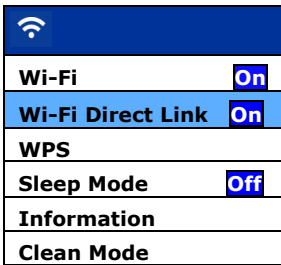 Wi-Fi On
Wi-Fi Direct Link On
WPS
Sleep Mode Off
Information
Clean Mode